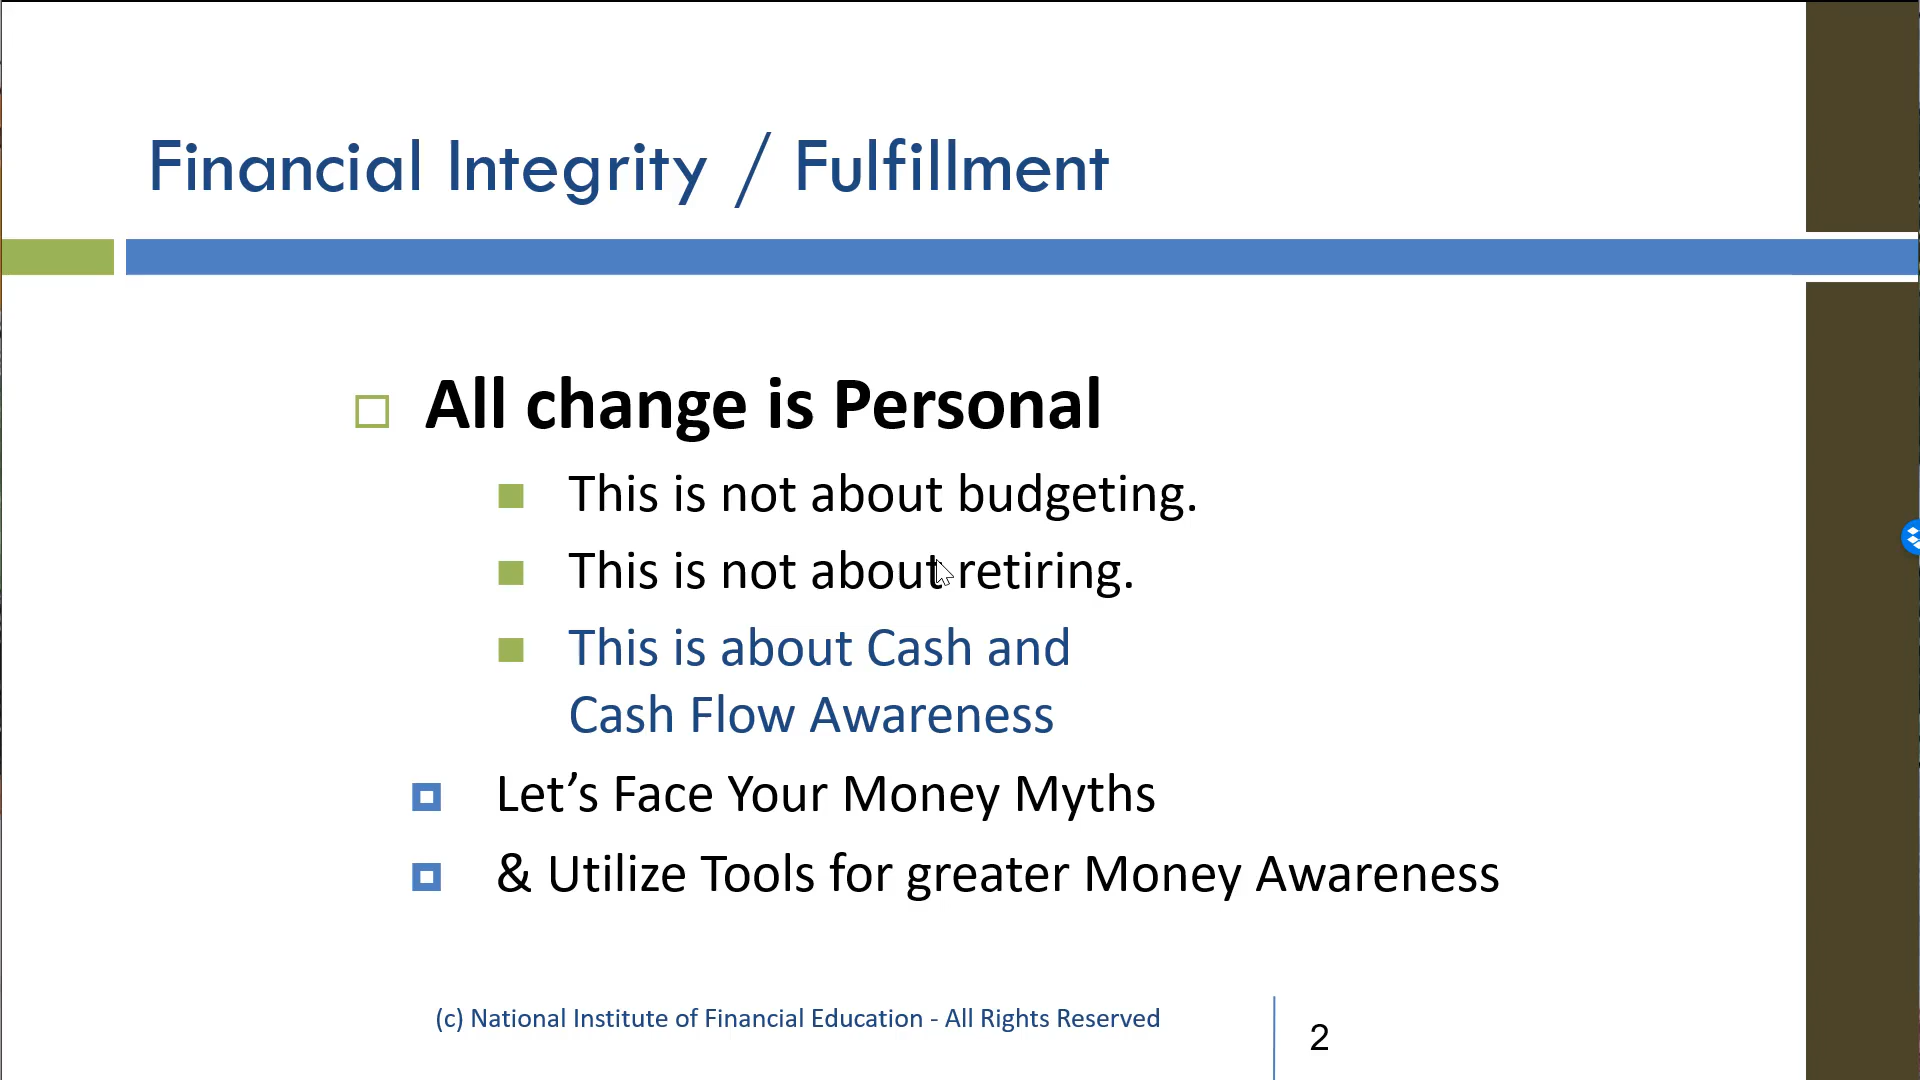 Financial Integrity / Fulfillment
All change is Personal
This is not about budgeting.
This is not about retiring.
This is about Cash and
Cash Flow Awareness
Let’s Face Your Money Myths
& Utilize Tools for greater Money Awareness
(c) National Institute of Financial Education - All Rights Reserved
2